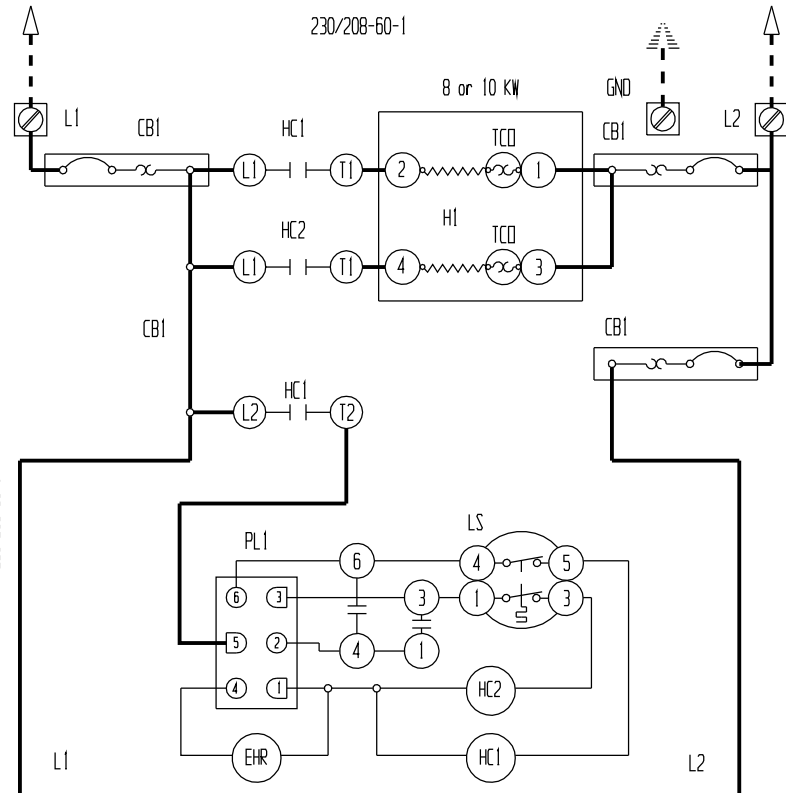 230/208-60-1
8 or 10 KW
GND
L1
CB1
HC1
TCO
CB1
L2
L1
T1
2
1
HC2
H1
TCO
L1
T1
4
3
CB1
CB1
HC1
L2
T2
LS
PL1
6
4
5
6
3
3
1
3
5
2
4
1
4
1
HC2
EHR
HC1
L1
L2